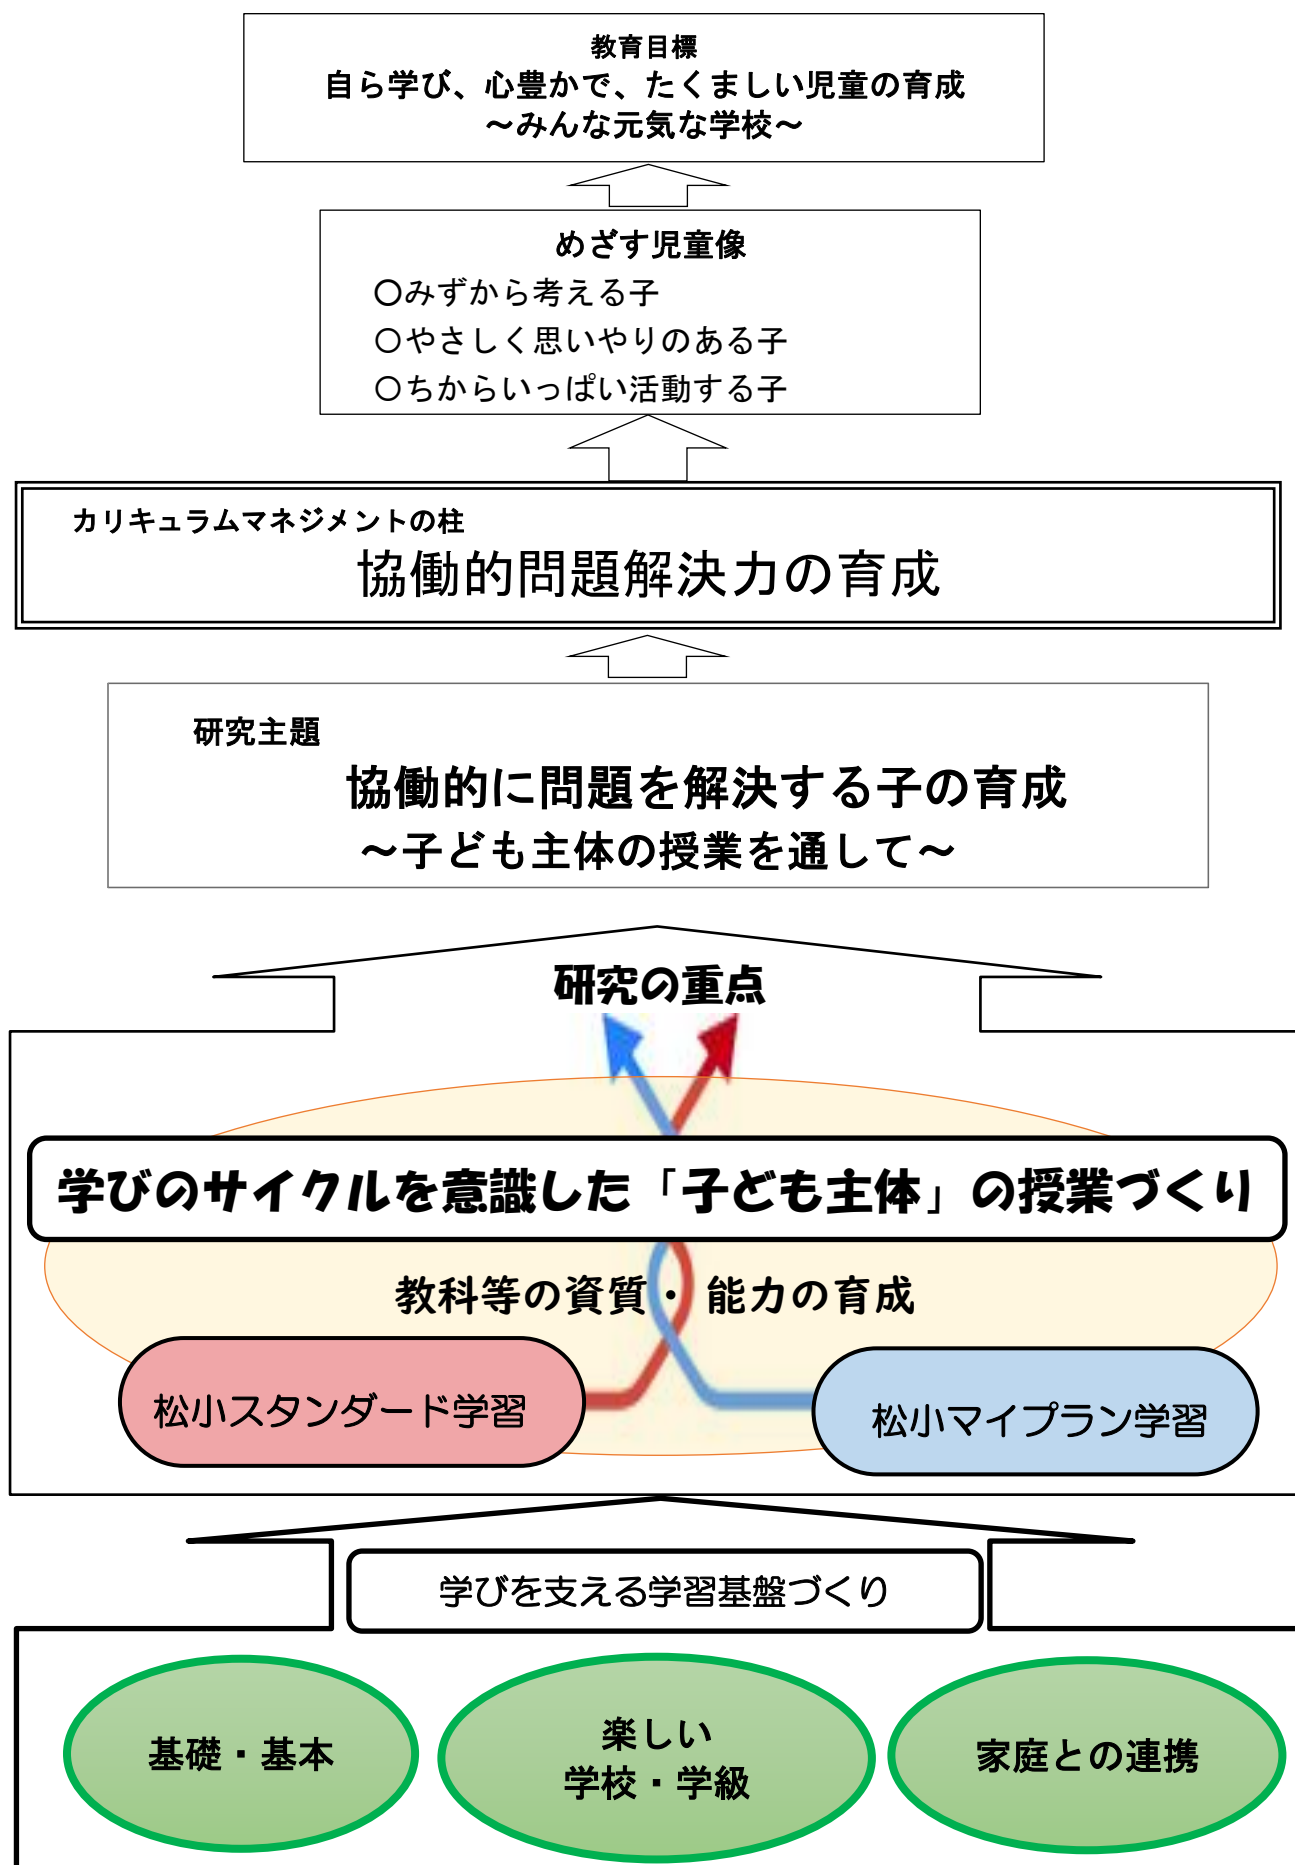 教育目標
自ら学び、心豊かで、たくましい児童の育成
～みんな元気な学校～
めざす児童像
〇みずから考える子
〇やさしく思いやりのある子
〇ちからいっぱい活動する子
カリキュラムマネジメントの柱
協働的問題解決力の育成
研究主題
協働的に問題を解決する子の育成
～子ども主体の授業を通して～
研究の重点
学びのサイクルを意識した「子ども主体」の授業づくり
教科等の資質・能力の育成
松小スタンダード学習
松小マイプラン学習
学びを支える学習基盤づくり
基礎・基本
楽しい
学校・学級
家庭との連携